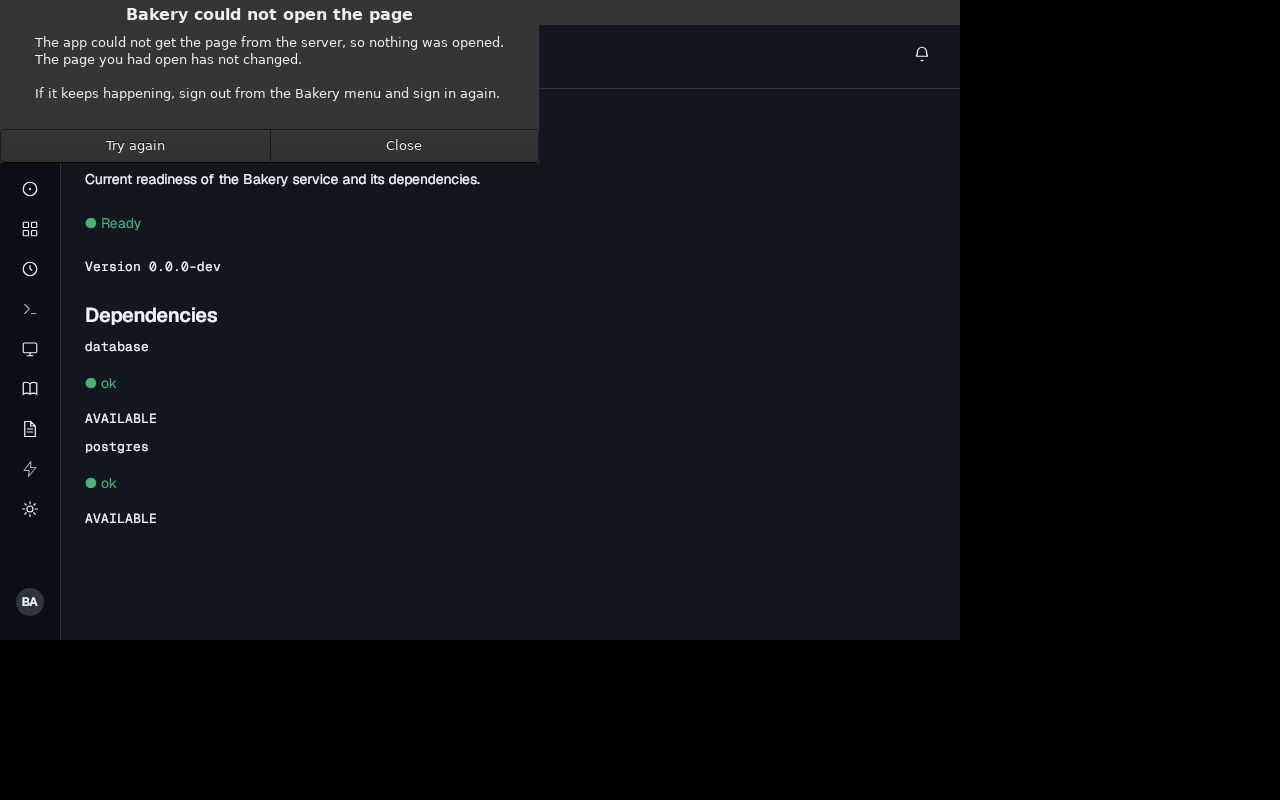 Bakery could not open the page
The app could not get the page from the server, so nothing was opened.
The page you had open has not changed.
If it keeps happening, sign out from the Bakery menu and sign in again.
Try again
Close
Current readiness of the Bakery service and its dependencies.
Ready
Version 0.0.0-dev
Dependencies
database
ok
AVAILABLE
postgres
ok
AVAILABLE
BA